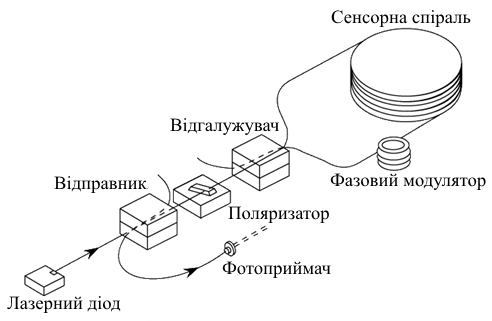 Сенсорна спіраль
Відгалужувач
Фазовий модулятор
Відправник
Поляризатор
Фотоприймач
Лазерний діод